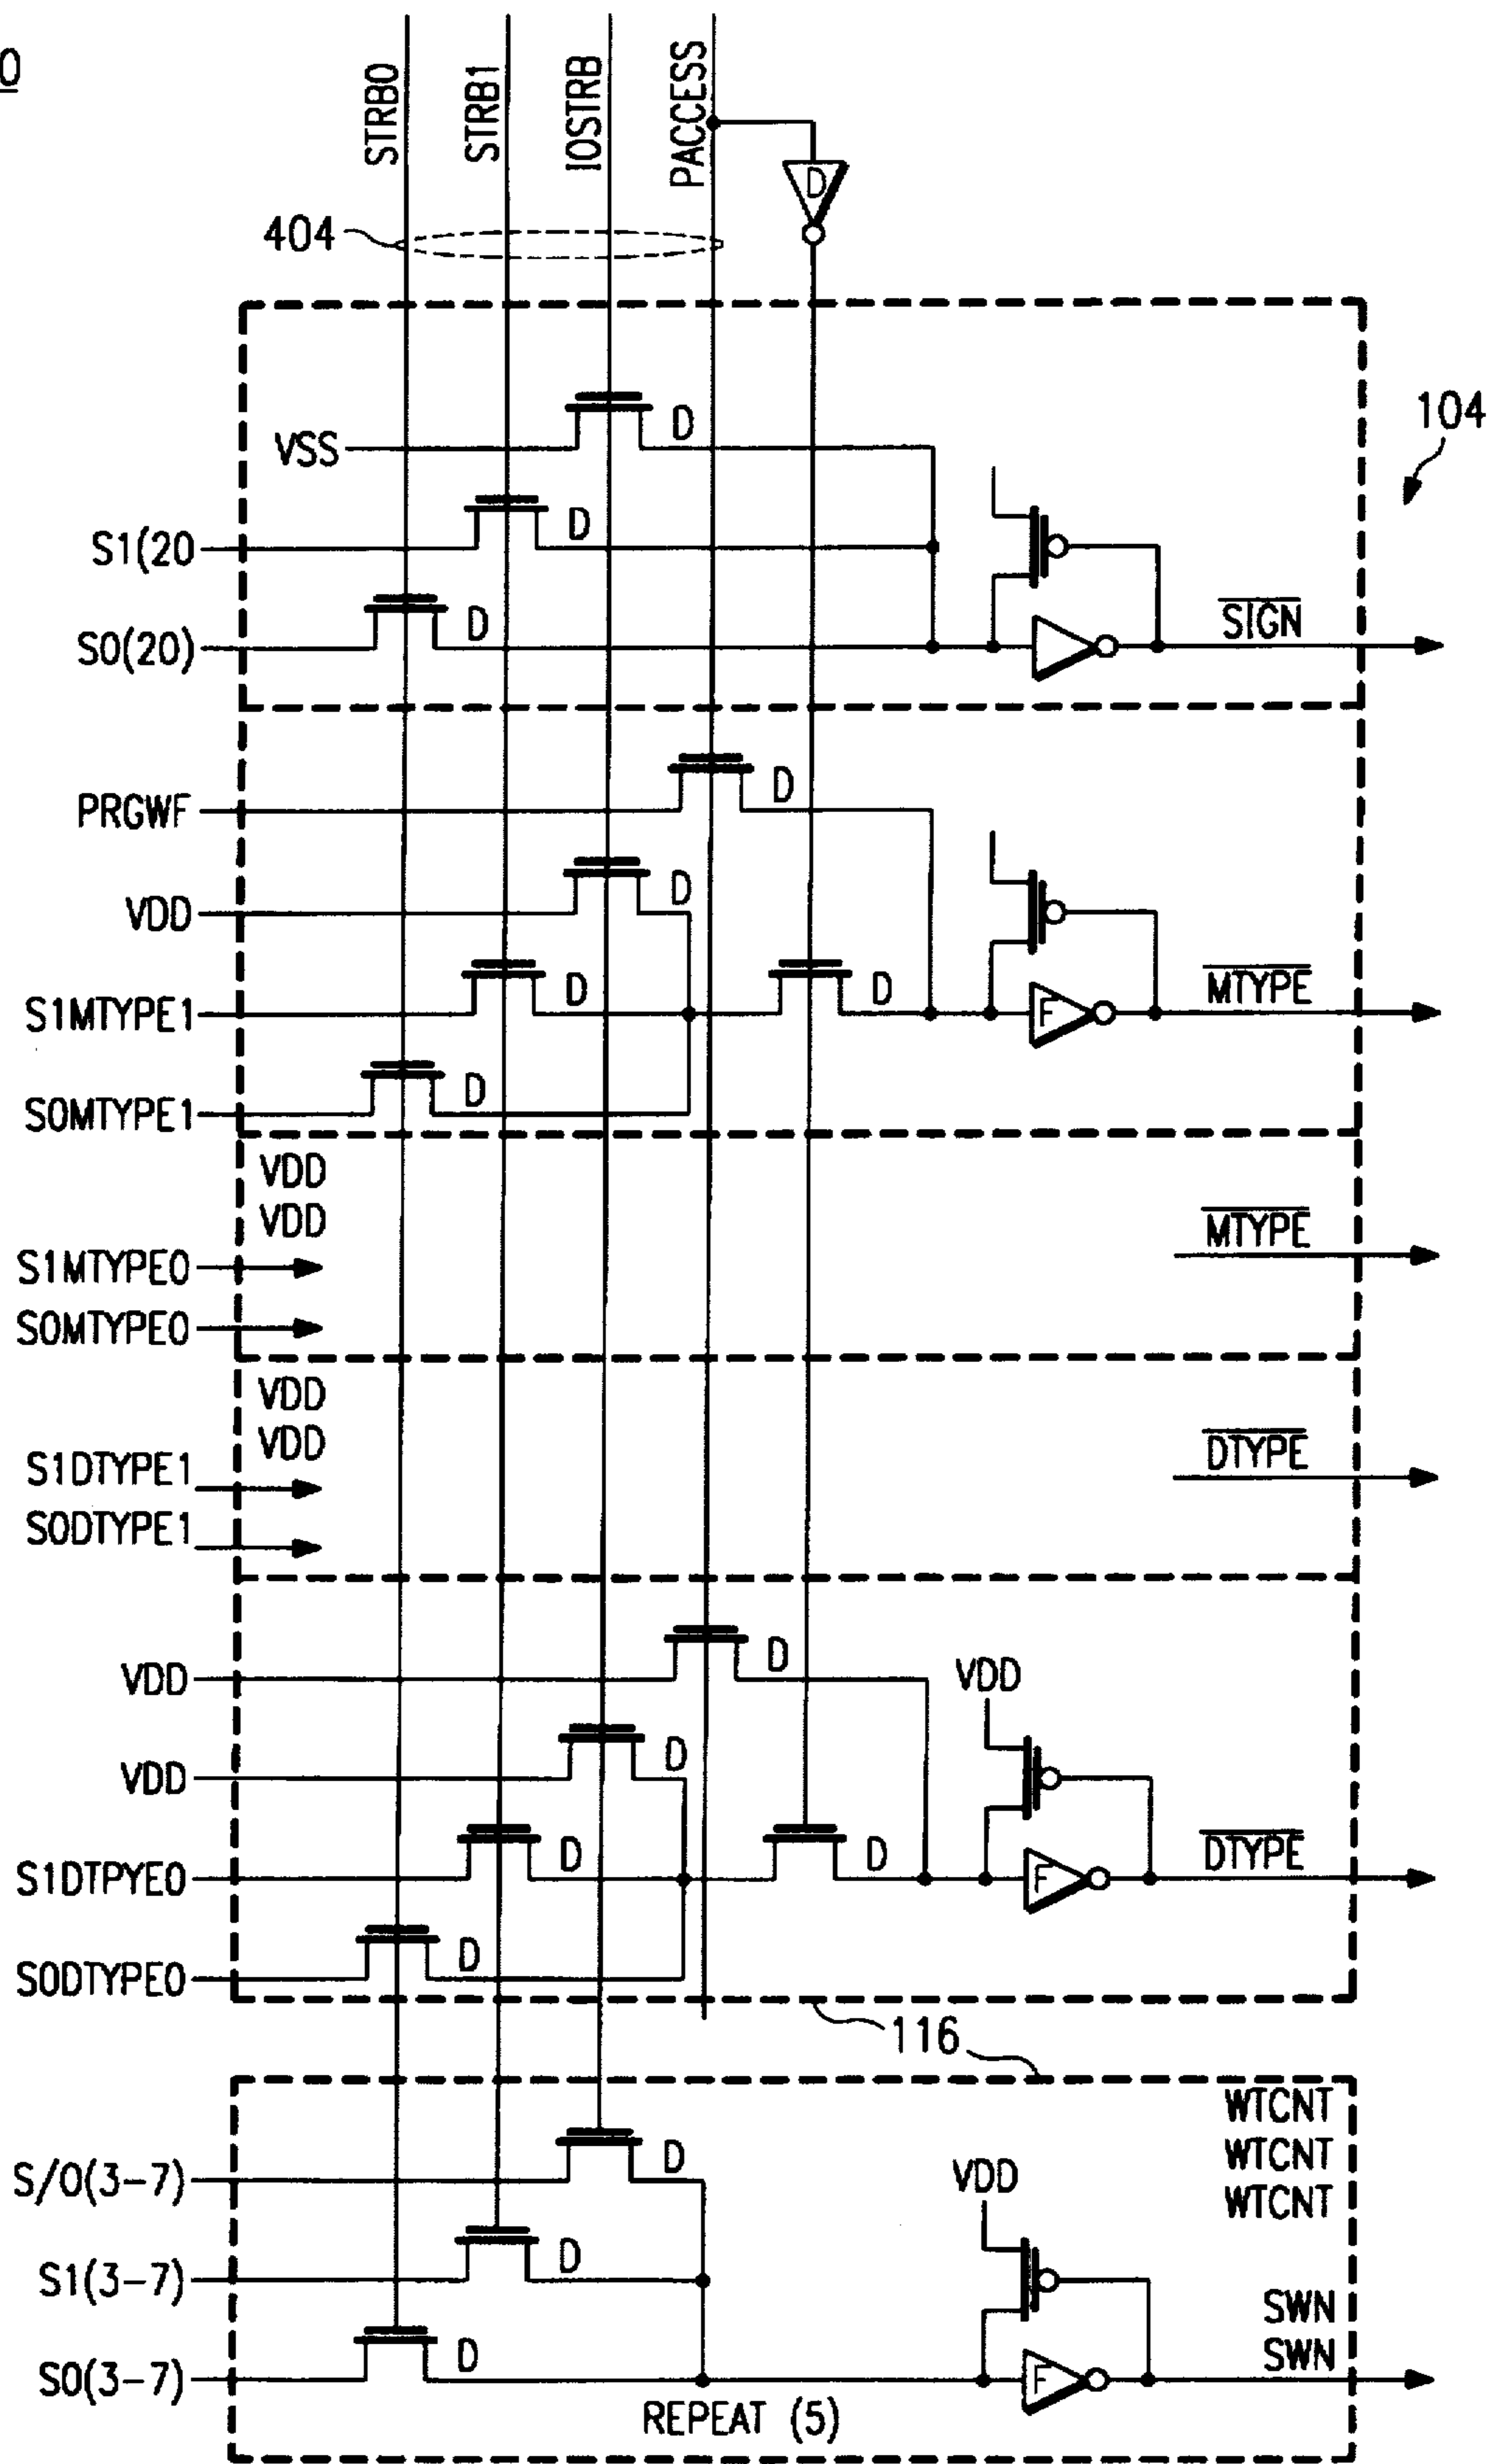 0
STRB0
STRB1
IOSTRB
PACCESS
D
404
104
VSS
D
S1(20
D
S0(20)
D
SIGN
PRGWF
D
VDD
D
S1MTYPE1
D
D
F
MTYPE
S0MTYPE1
D
VDD
VDD
S1MTYPE0
MTYPE
S0MTYPE0
VDD
VDD
S1DTYPE1
DTYPE
S0DTYPE1
VDD
D
VDD
VDD
D
S1DTPYE0
D
D
F
DTYPE
S0DTYPE0
D
116
WTCNT
WTCNT
WTCNT
S/0(3-7)
D
VDD
S1(3-7)
D
SWN
SWN
S0(3-7)
D
F
REPEAT (5)